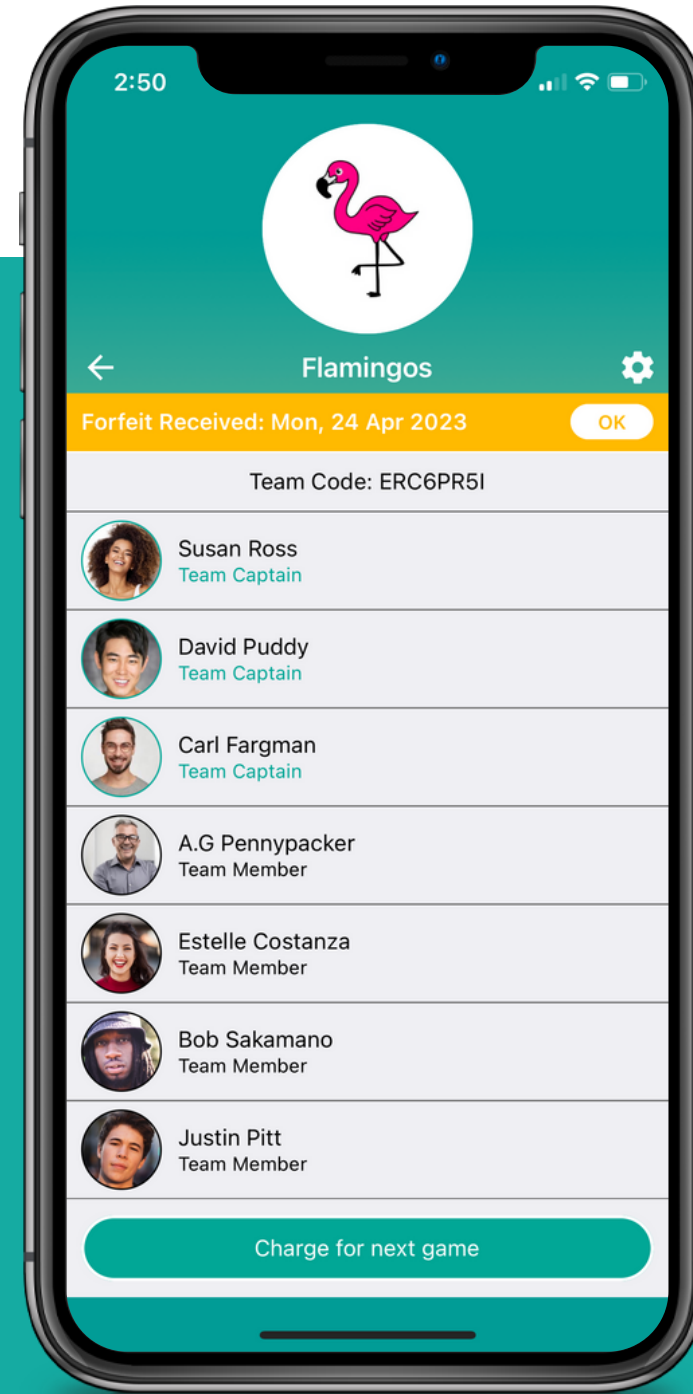 2:50
Flamingos
Forfeit Received: Mon, 24 Apr 2023
OK
Team Code: ERC6PR5I
Susan Ross
Team Captain
David Puddy
Team Captain
Carl Fargman
Team Captain
A.G Pennypacker
Team Member
Estelle Costanza
Team Member
Bob Sakamano
Team Member
Justin Pitt
Team Member
Charge for next game